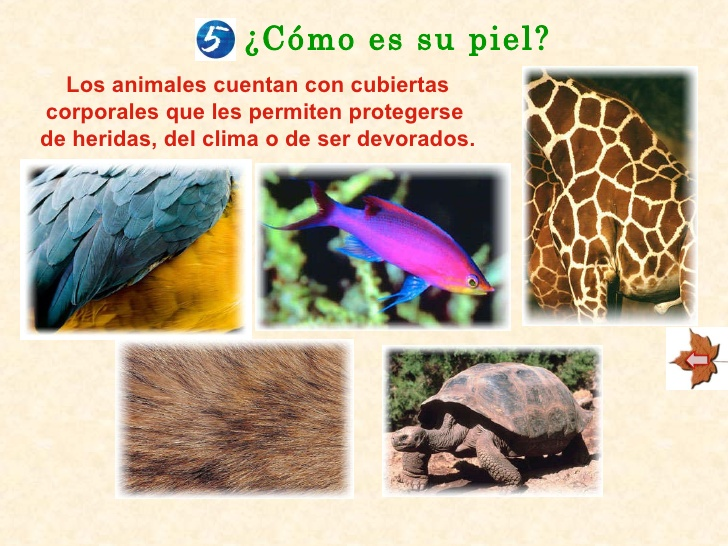 5 ¿Cómo es su piel?
Los animales cuentan con cubiertas
corporales que les permiten protegerse
de heridas, del clima o de ser devorados.